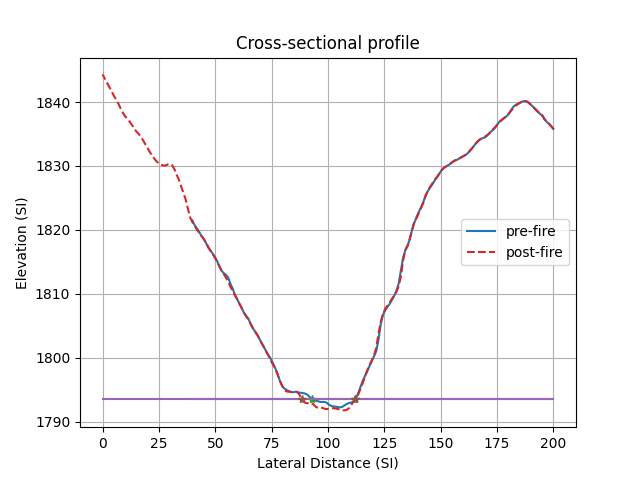 Cross-sectional profile
Elevation (SI)
1840
1830
1820
1810
1800
1790
pre-fire
post-fire
0 25 50 75 100 125 150 175 200
Lateral Distance (SI)